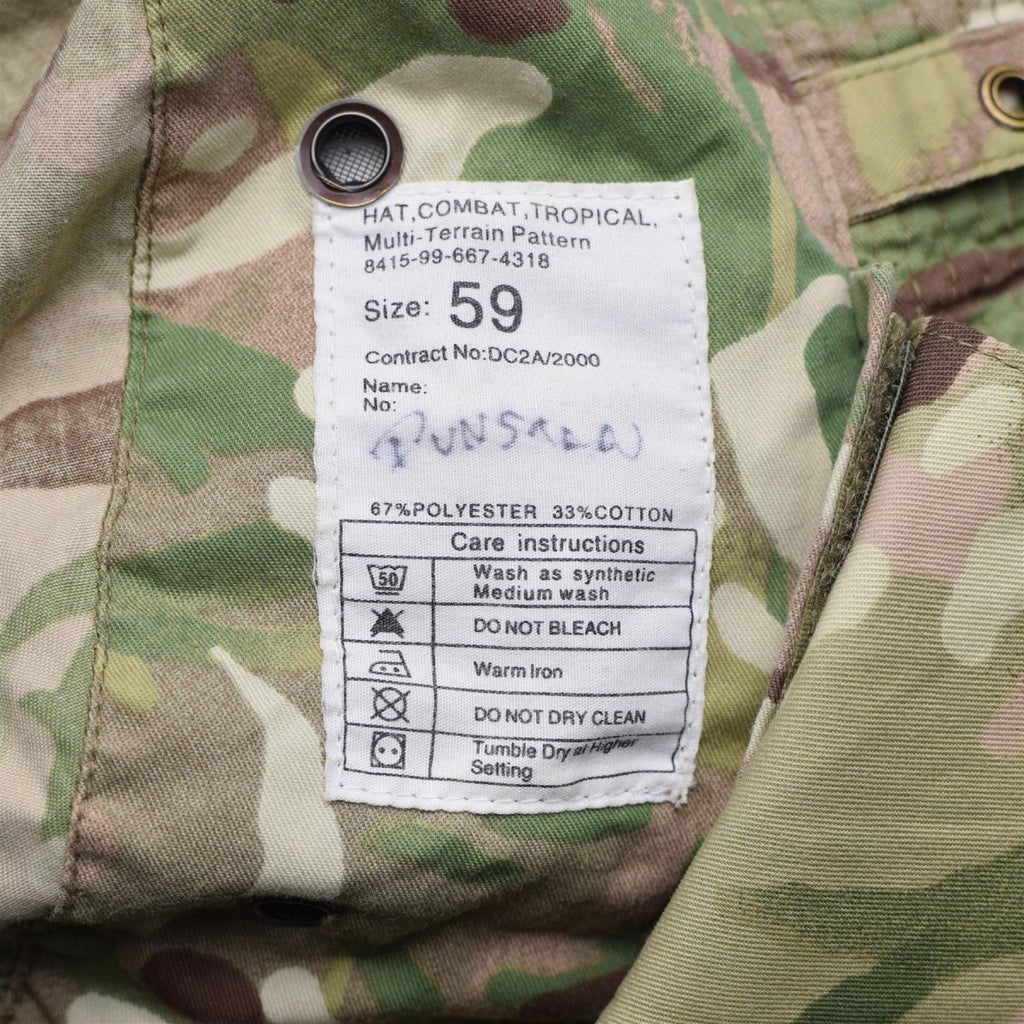 HAT,COMBAT,TROPICAL,
Multi-Terrain Pattern
8415-99-667-4318
Size: 59
Contract No:DC2A/2000
Name:
No:
67%POLYESTER 33%COTTON
Care instructions
50 Wash as synthetic
Medium wash
DO NOT BLEACH
Warm Iron
DO NOT DRY CLEAN
Tumble Dry at Higher
Setting